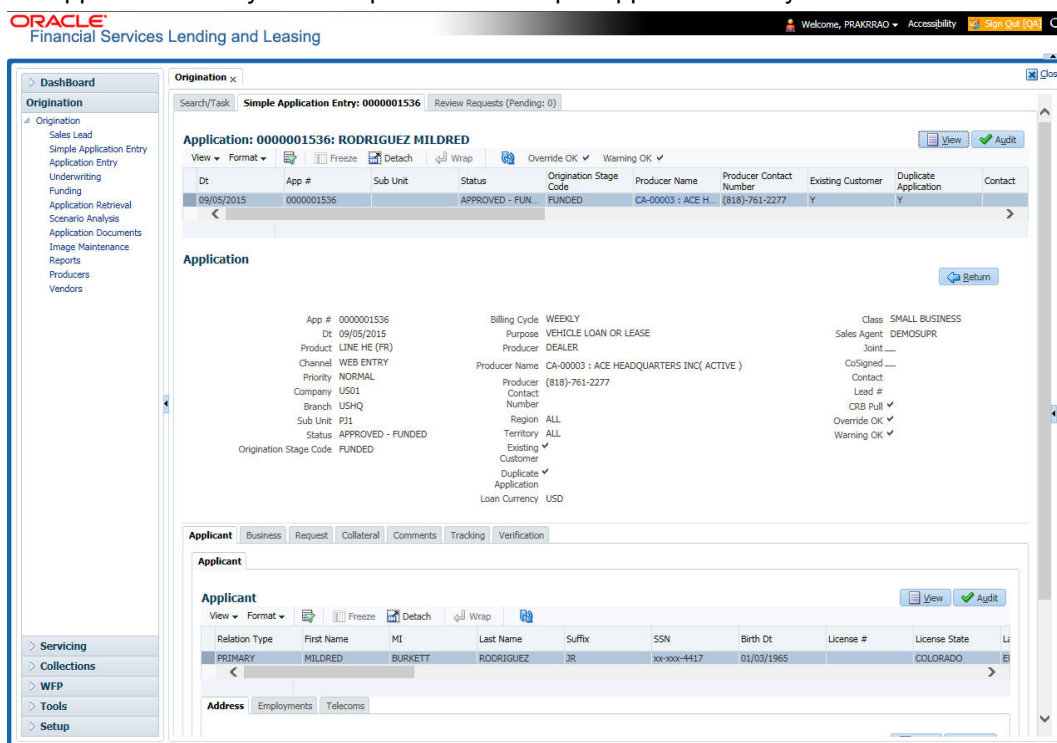 ORACLE
Financial Services Lending and Leasing
Welcome, PRAKRRAO Accessibility Sign Out [QA]
DashBoard
Origination
Origination
Sales Lead
Simple Application Entry
Application Entry
Underwriting
Funding
Application Retrieval
Scenario Analysis
Application Documents
Image Maintenance
Reports
Producers
Vendors
Servicing
Collections
WFP
Tools
Setup
Origination x
Search/Task Simple Application Entry: 0000001536 Review Requests (Pending: 0)
Application: 0000001536: RODRIGUEZ MILDRED
View Audit
View Format Freeze Detach Wrap Override OK Warning OK
Dt App # Sub Unit Status Origination Stage Code Producer Name Producer Contact Number Existing Customer Duplicate Application Contact
09/05/2015 0000001536 APPROVED - FUN... FUNDED CA-00003 : ACE H... (818)-761-2277 Y Y
Application
Return
App # 0000001536
Dt 09/05/2015
Product LINE HE (FR)
Channel WEB ENTRY
Priority NORMAL
Company US01
Branch USHQ
Sub Unit PJ1
Status APPROVED - FUNDED
Origination Stage Code FUNDED
Billing Cycle WEEKLY
Purpose VEHICLE LOAN OR LEASE
Producer DEALER
Producer Name CA-00003 : ACE HEADQUARTERS INC( ACTIVE )
Producer Contact Number (818)-761-2277
Region ALL
Territory ALL
Existing Customer
Duplicate Application
Loan Currency USD
Class SMALL BUSINESS
Sales Agent DEMOSUPR
Joint
CoSigned
Contact
Lead #
CRB Pull
Override OK
Warning OK
Applicant Business Request Collateral Comments Tracking Verification
Applicant
Applicant
View Audit
View Format Freeze Detach Wrap
Relation Type First Name MI Last Name Suffix SSN Birth Dt License # License State
PRIMARY MILDRED BURKETT RODRIGUEZ JR xx-xxx-4417 01/03/1965 COLORADO
Address Employments Telecoms